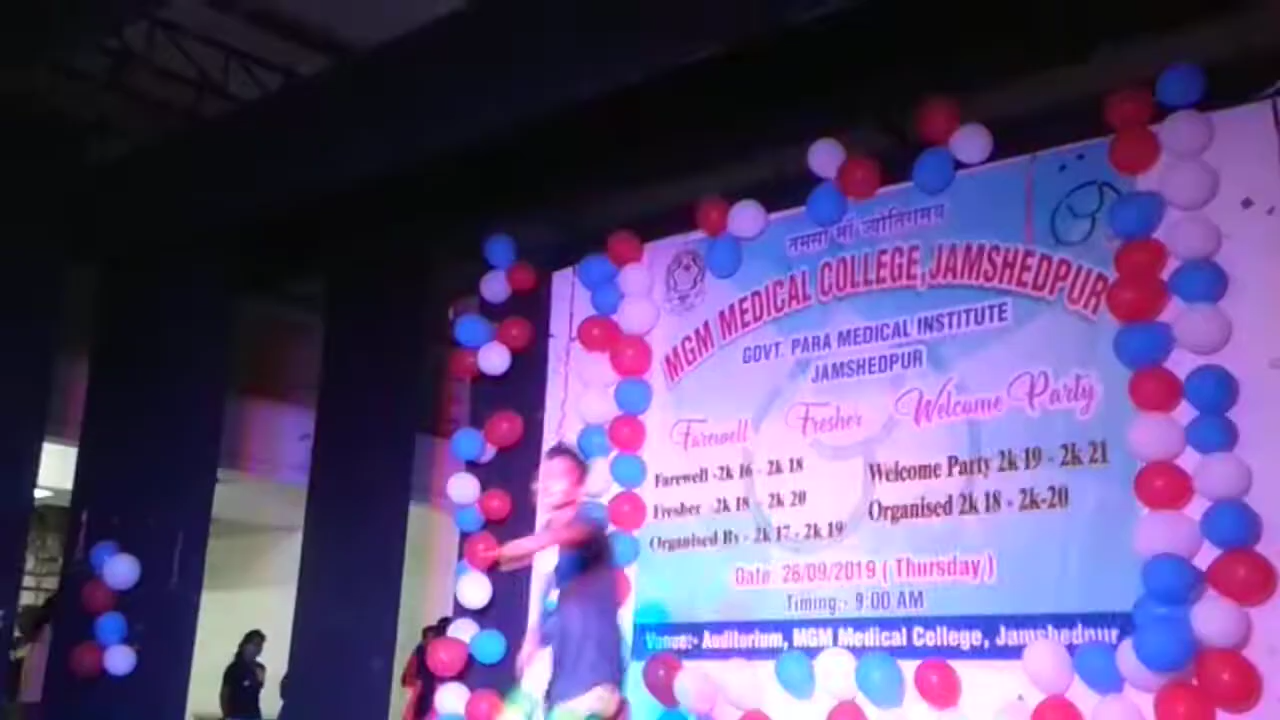 तमसो माँ ज्योतिर्गमय
MGM MEDICAL COLLEGE, JAMSHEDPUR
GOVT. PARA MEDICAL INSTITUTE
JAMSHEDPUR
Farewell Fresher Welcome Party
Farewell -2k 16 - 2k 18
Fresher -2k 18 - 2k 20
Organised By - 2k 17 - 2k 19
Welcome Party 2k 19 - 2k 21
Organised 2k 18 - 2k-20
Date: 26/09/2019 ( Thursday )
Timing:- 9:00 AM
Venue:- Auditorium, MGM Medical College, Jamshedpur